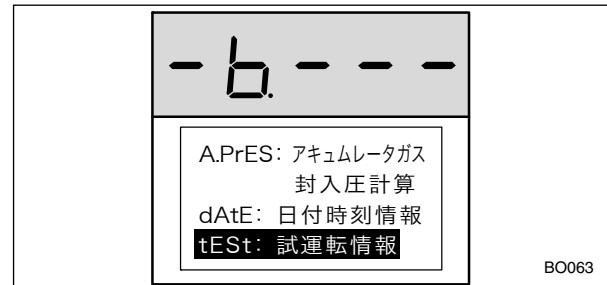 - b. - - -
A.PrES: アキュムレータガス
封入圧計算
dAtE: 日付時刻情報
tESt: 試運転情報
BO063